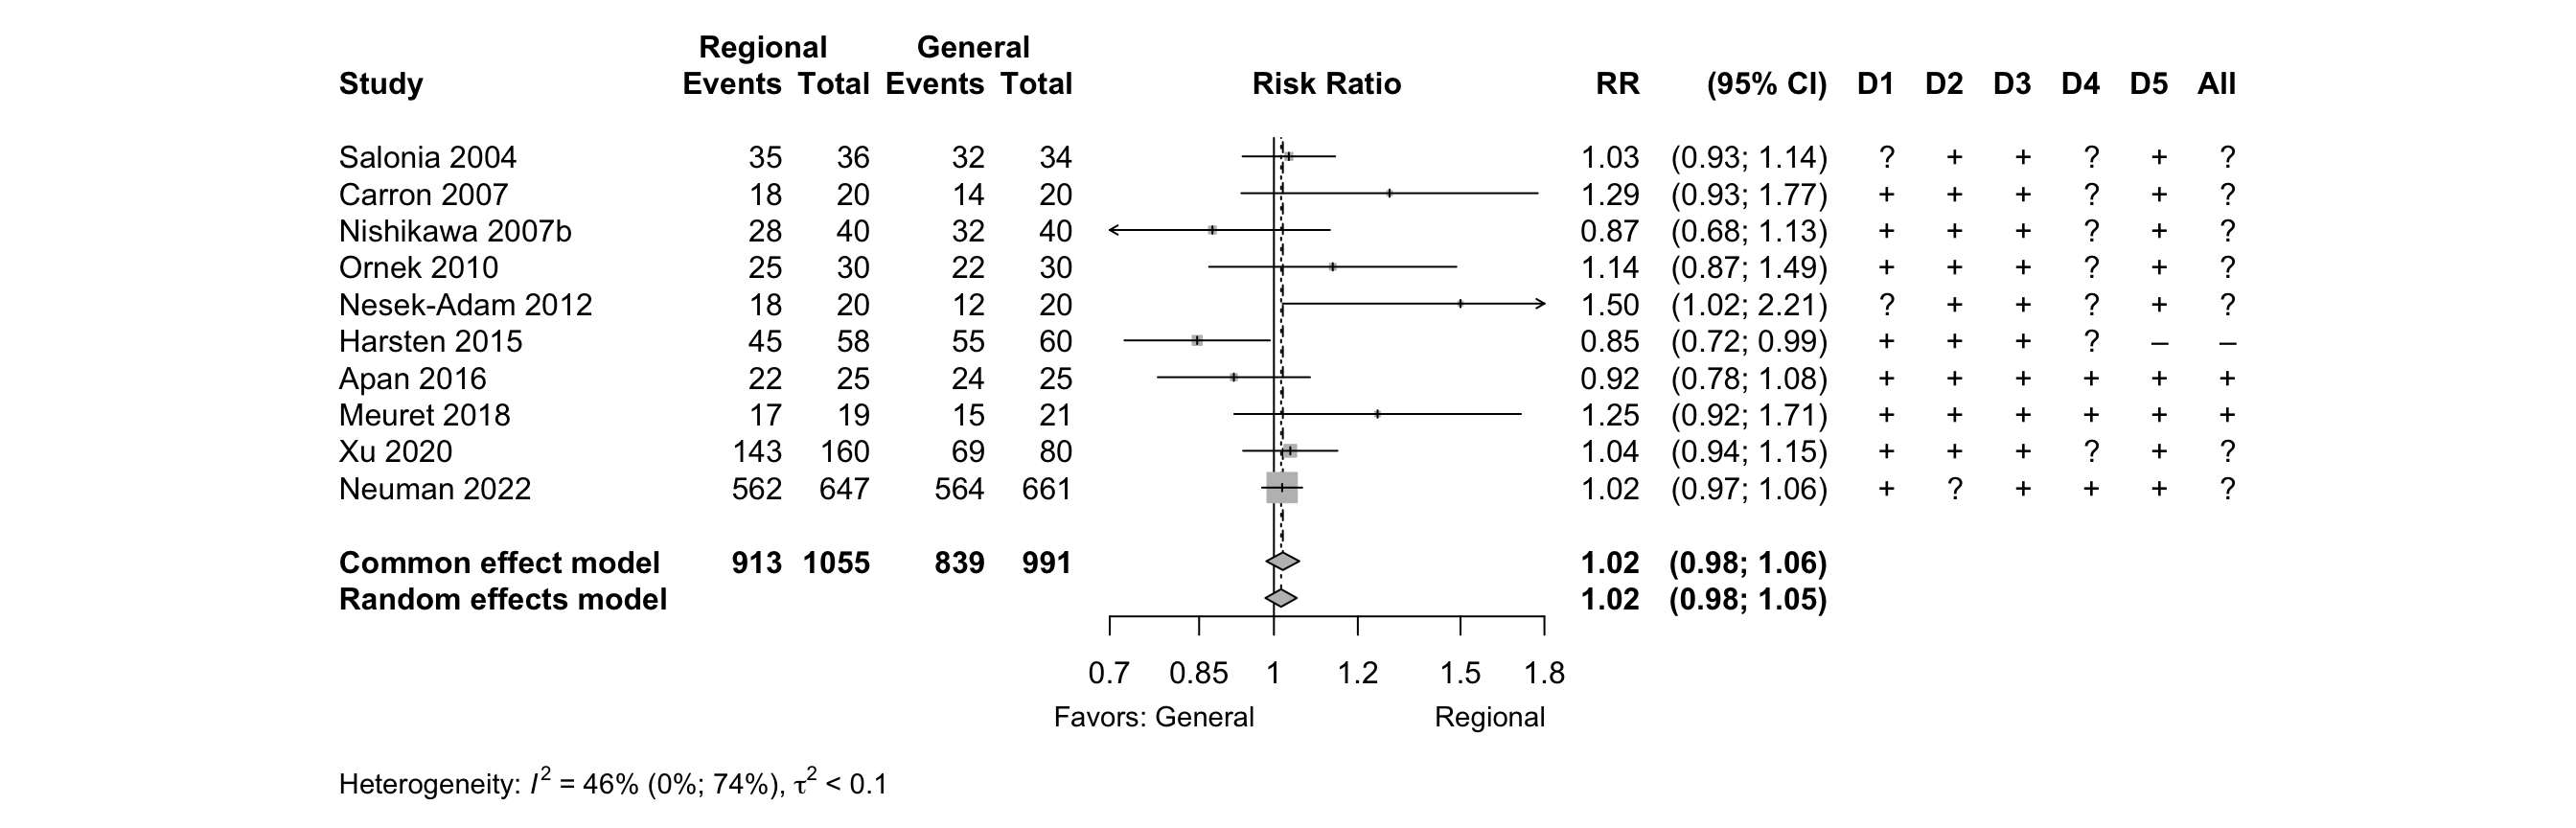 Regional General
Study Events Total Events Total Risk Ratio RR (95% CI) D1 D2 D3 D4 D5 All
Salonia 2004 35 36 32 34 1.03 (0.93; 1.14) ? + + ? + ?
Carron 2007 18 20 14 20 1.29 (0.93; 1.77) + + + ? + ?
Nishikawa 2007b 28 40 32 40 0.87 (0.68; 1.13) + + + ? + ?
Ornek 2010 25 30 22 30 1.14 (0.87; 1.49) + + + ? + ?
Nesek-Adam 2012 18 20 12 20 1.50 (1.02; 2.21) ? + + ? + ?
Harsten 2015 45 58 55 60 0.85 (0.72; 0.99) + + + ? – –
Apan 2016 22 25 24 25 0.92 (0.78; 1.08) + + + + + +
Meuret 2018 17 19 15 21 1.25 (0.92; 1.71) + + + + + +
Xu 2020 143 160 69 80 1.04 (0.94; 1.15) + + + ? + ?
Neuman 2022 562 647 564 661 1.02 (0.97; 1.06) + ? + + + ?
Common effect model 913 1055 839 991 1.02 (0.98; 1.06)
Random effects model 1.02 (0.98; 1.05)
0.7 0.85 1 1.2 1.5 1.8
Favors: General Regional
Heterogeneity: I² = 46% (0%; 74%), τ² < 0.1